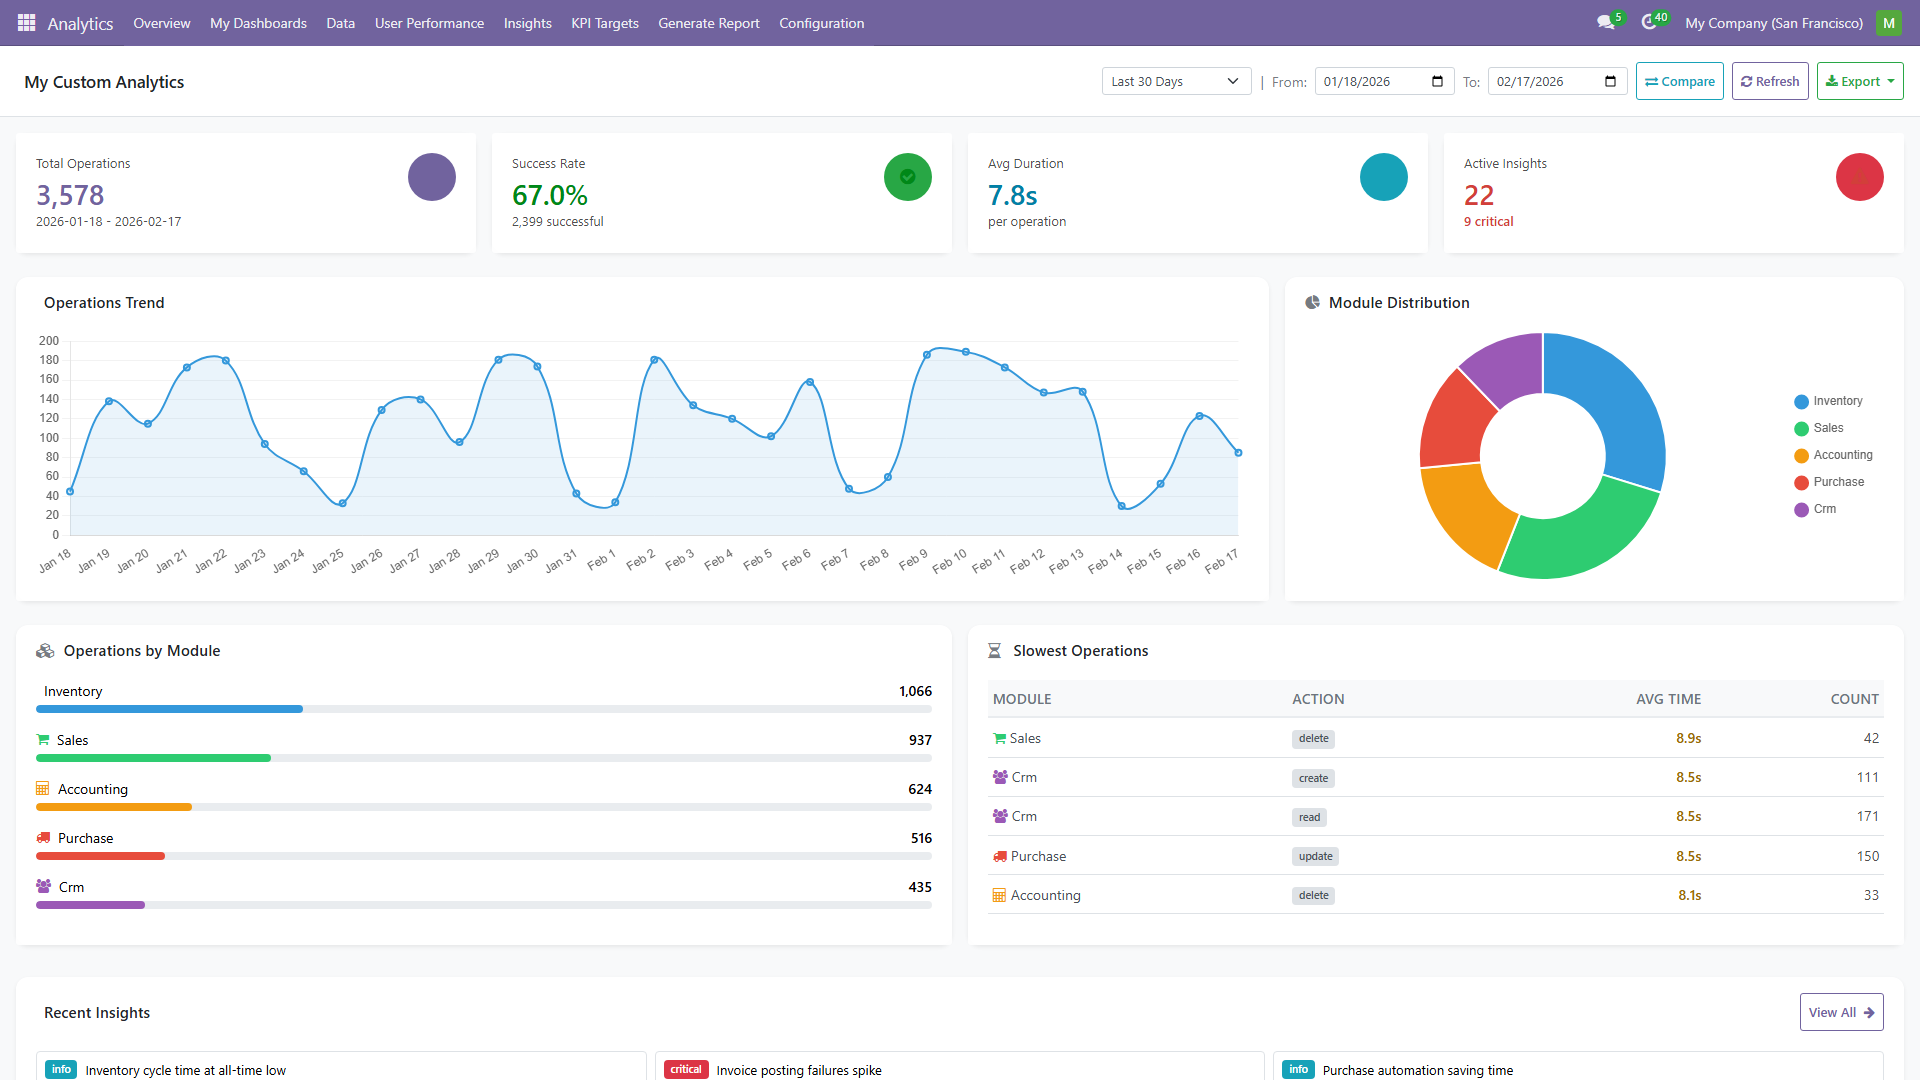 Analytics Overview My Dashboards Data User Performance Insights KPI Targets Generate Report Configuration 5 40 My Company (San Francisco) M
My Custom Analytics
Last 30 Days | From: 01/18/2026 To: 02/17/2026 Compare Refresh Export
Total Operations
3,578
2026-01-18 - 2026-02-17
Success Rate
67.0%
2,399 successful
Avg Duration
7.8s
per operation
Active Insights
22
9 critical
Operations Trend
200
180
160
140
120
100
80
60
40
20
0
Jan 18 Jan 19 Jan 20 Jan 21 Jan 22 Jan 23 Jan 24 Jan 25 Jan 26 Jan 27 Jan 28 Jan 29 Jan 30 Jan 31 Feb 1 Feb 2 Feb 3 Feb 4 Feb 5 Feb 6 Feb 7 Feb 8 Feb 9 Feb 10 Feb 11 Feb 12 Feb 13 Feb 14 Feb 15 Feb 16 Feb 17
Module Distribution
Inventory
Sales
Accounting
Purchase
Crm
Operations by Module
Inventory 1,066
Sales 937
Accounting 624
Purchase 516
Crm 435
Slowest Operations
MODULE ACTION AVG TIME COUNT
Sales delete 8.9s 42
Crm create 8.5s 111
Crm read 8.5s 171
Purchase update 8.5s 150
Accounting delete 8.1s 33
Recent Insights
View All
info Inventory cycle time at all-time low
critical Invoice posting failures spike
info Purchase automation saving time